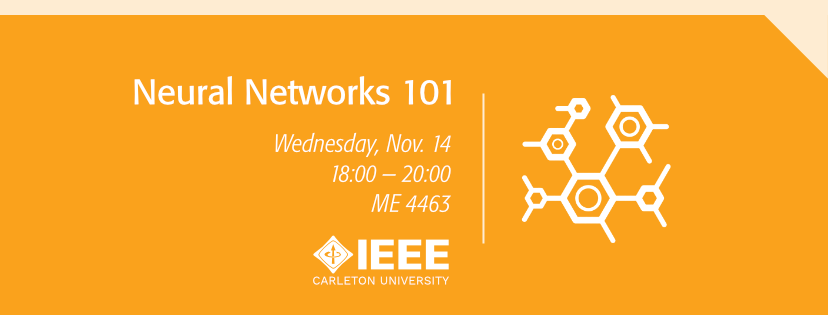 Neural Networks 101
Wednesday, Nov. 14
18:00 – 20:00
ME 4463
IEEE
CARLETON UNIVERSITY